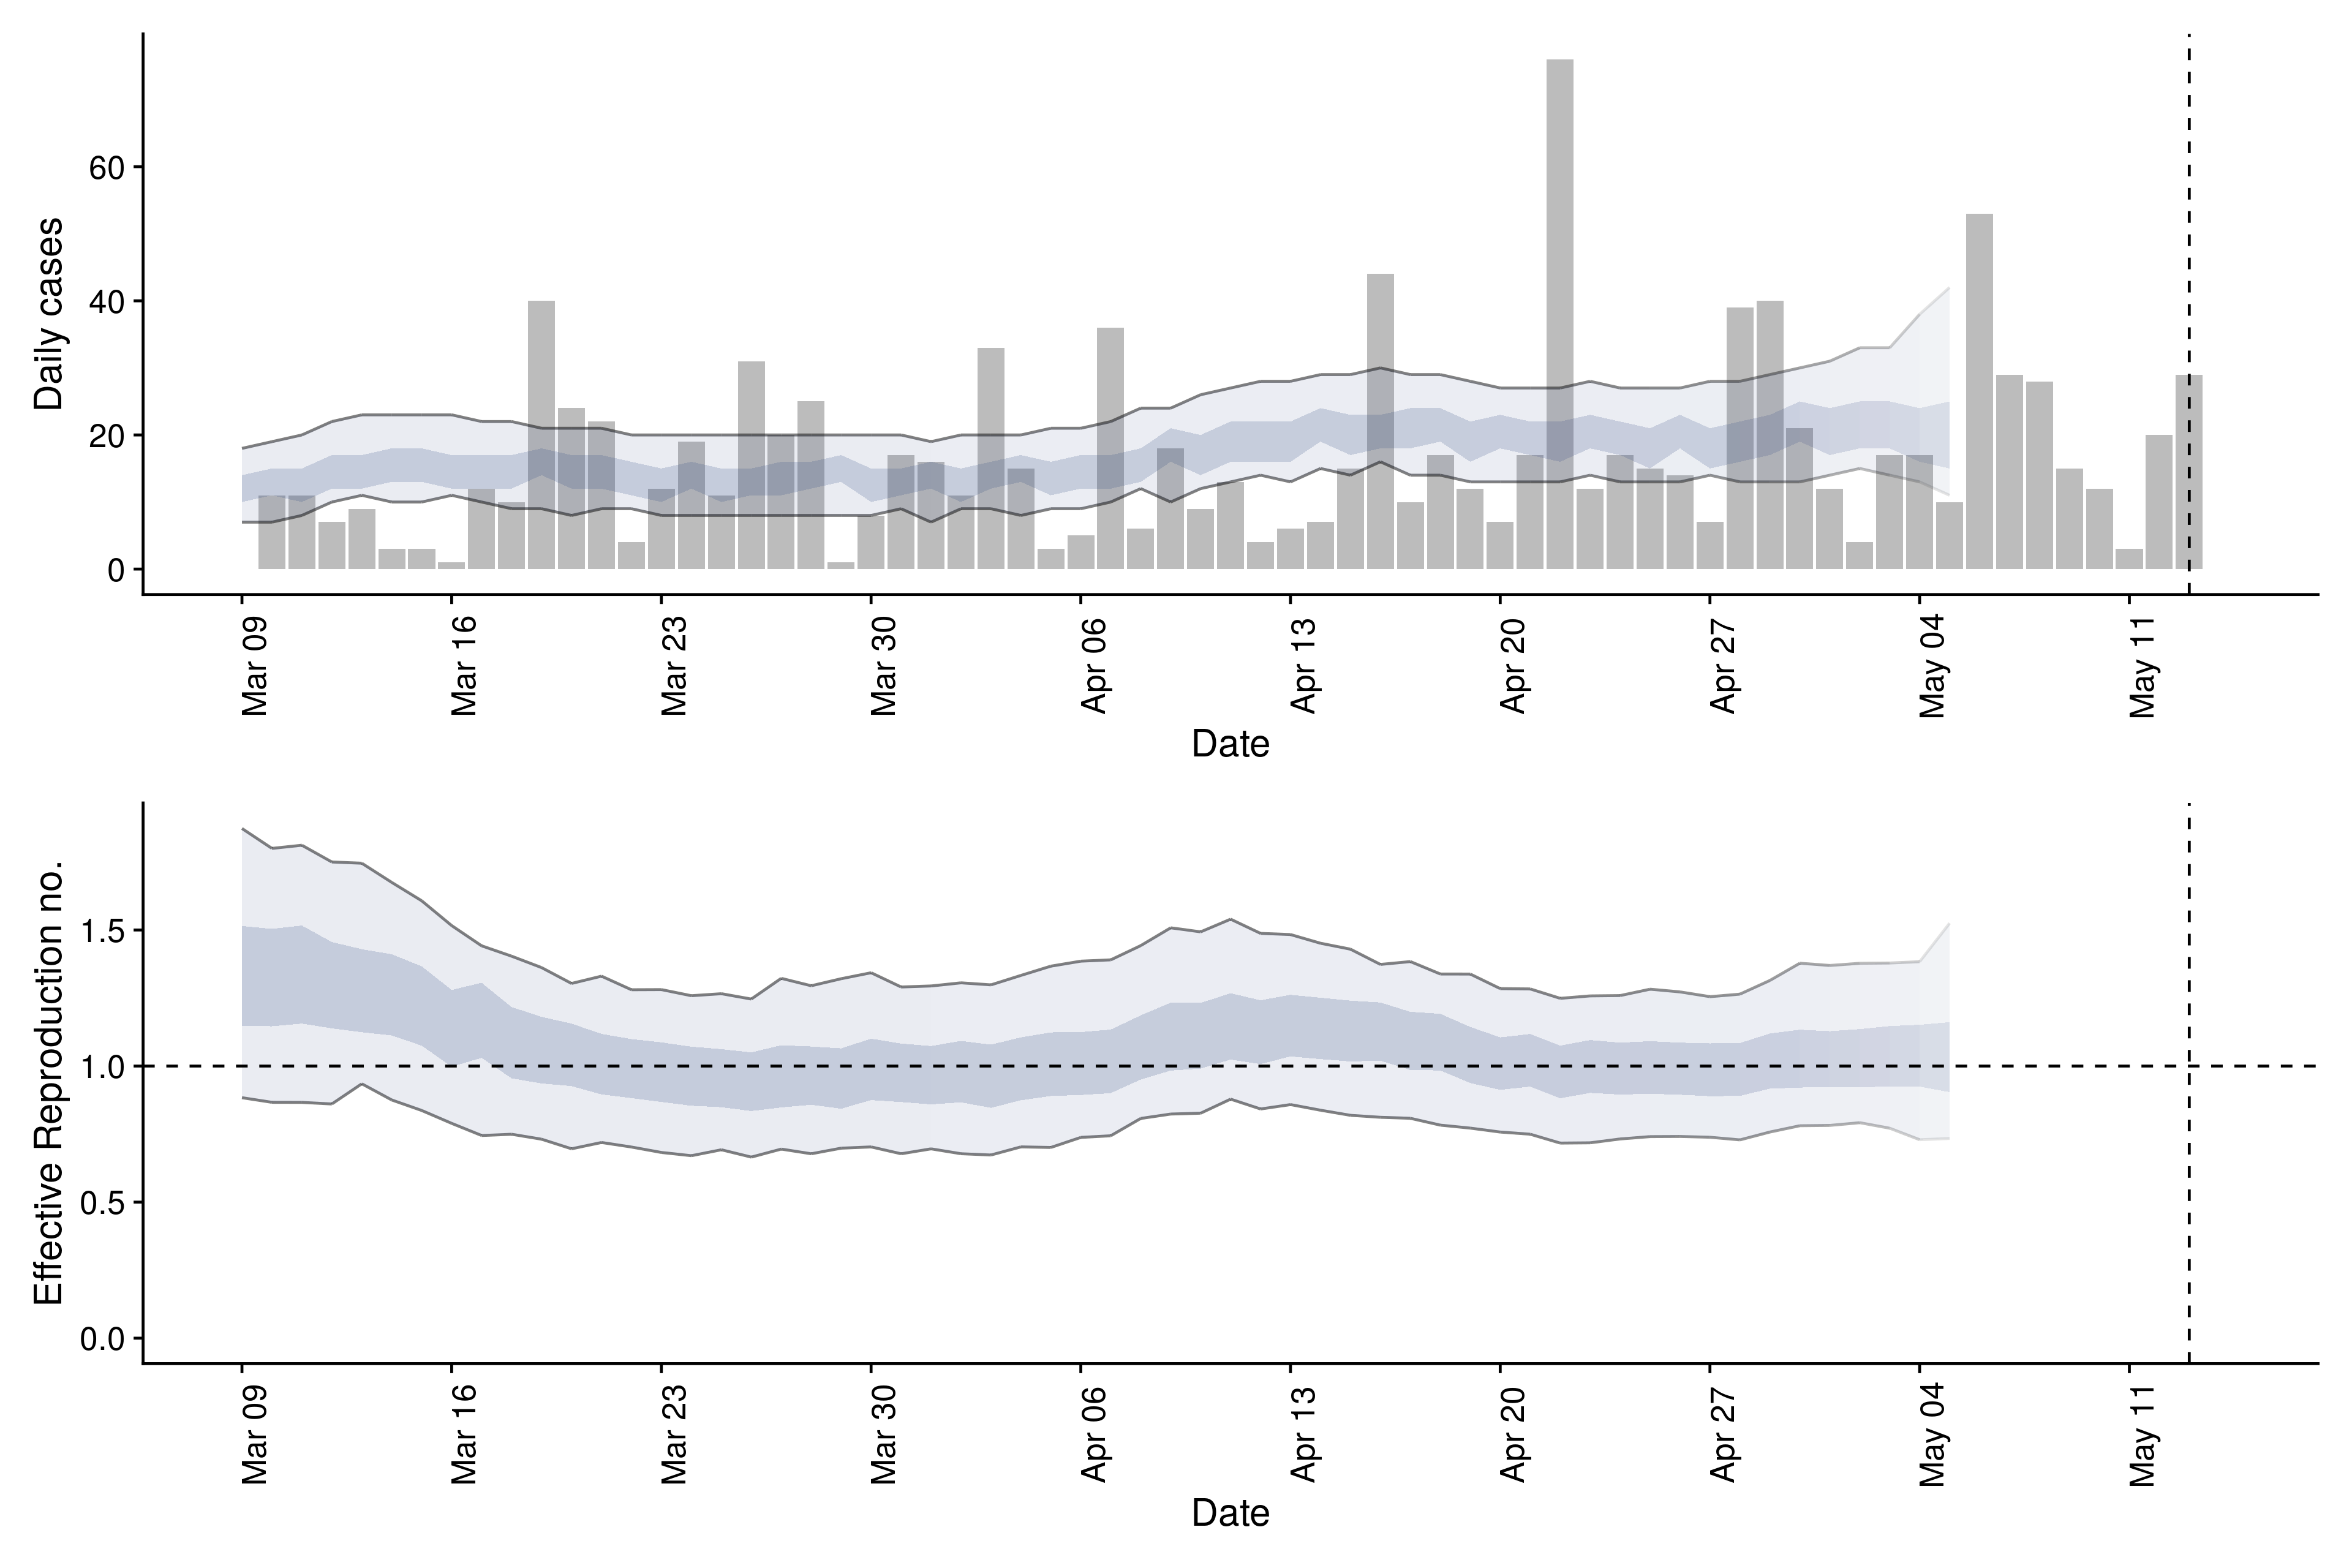 Daily cases
60
40
20
0
Mar 09
Mar 16
Mar 23
Mar 30
Apr 06
Apr 13
Apr 20
Apr 27
May 04
May 11
Date
Effective Reproduction no.
1.5
1.0
0.5
0.0
Mar 09
Mar 16
Mar 23
Mar 30
Apr 06
Apr 13
Apr 20
Apr 27
May 04
May 11
Date